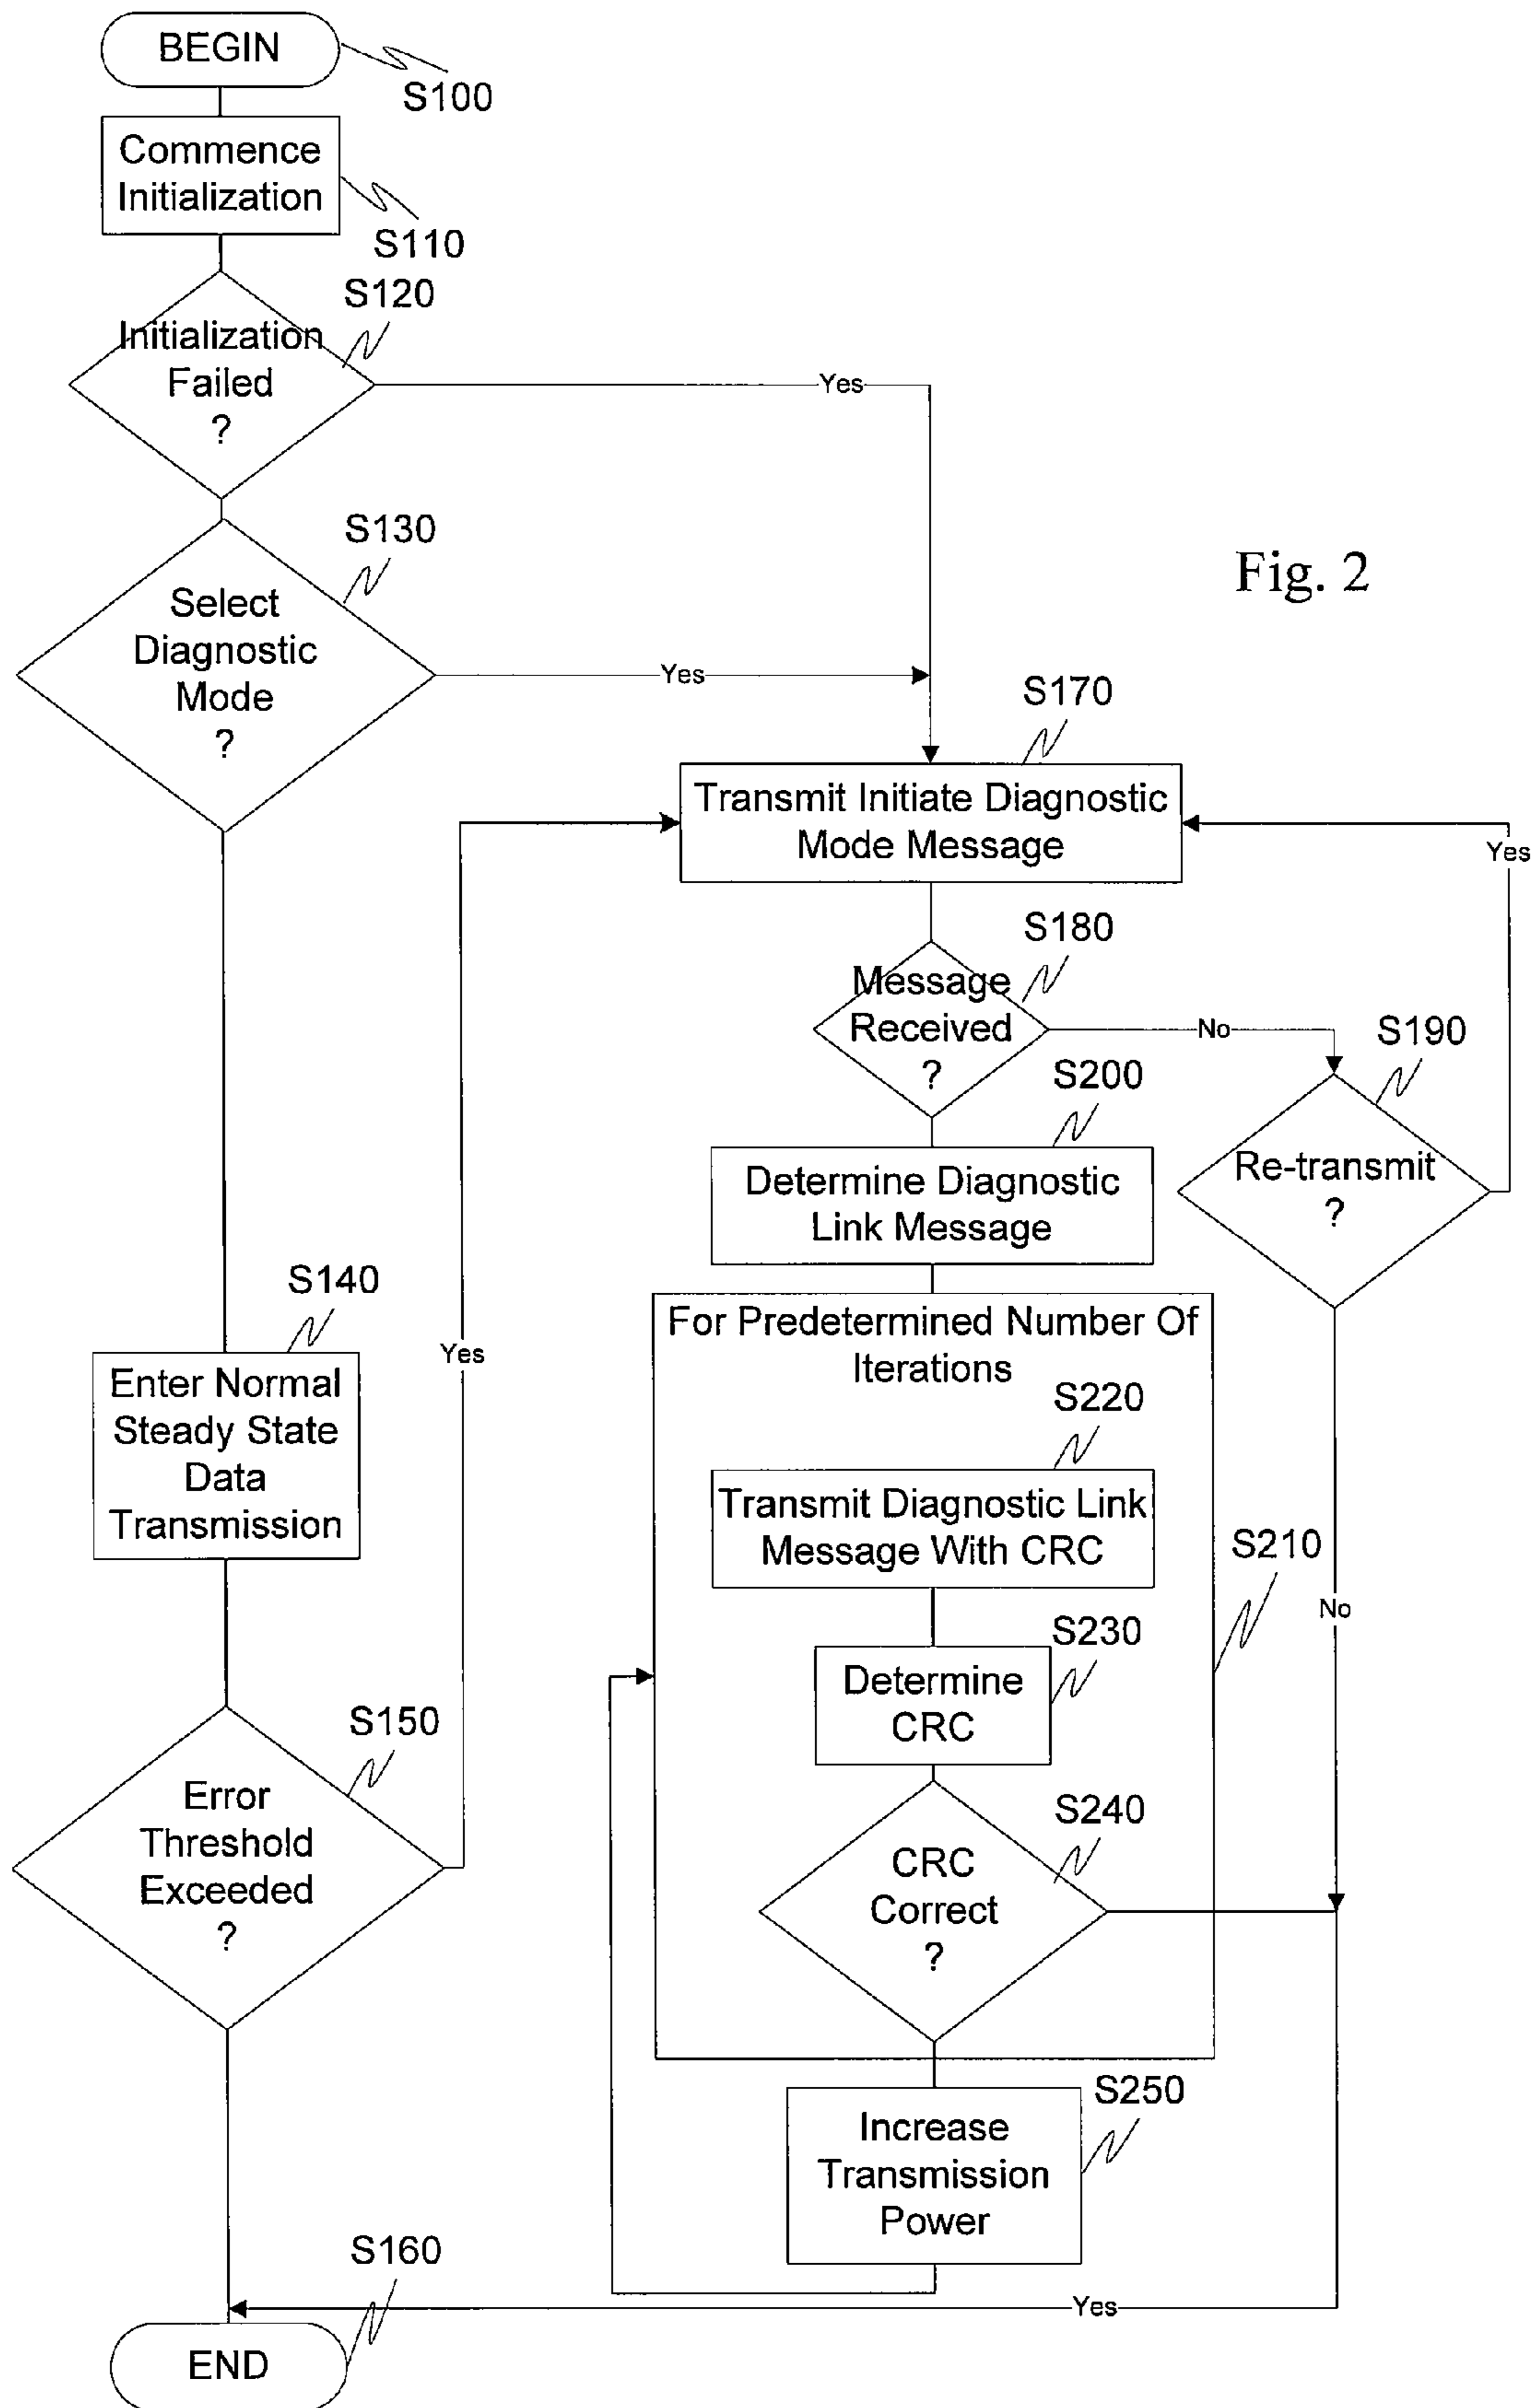 BEGIN
S100
Commence
Initialization
S110
S120
Initialization
Failed
?
Yes
S130
Select
Diagnostic
Mode
?
Yes
Fig. 2
S170
Transmit Initiate Diagnostic
Mode Message
Yes
S180
Message
Received
?
No
S190
Re-transmit
?
S200
Determine Diagnostic
Link Message
S140
Enter Normal
Steady State
Data
Transmission
Yes
For Predetermined Number Of
Iterations
S220
Transmit Diagnostic Link
Message With CRC
S210
No
S230
Determine
CRC
S150
Error
Threshold
Exceeded
?
S240
CRC
Correct
?
S250
Increase
Transmission
Power
S160
Yes
END